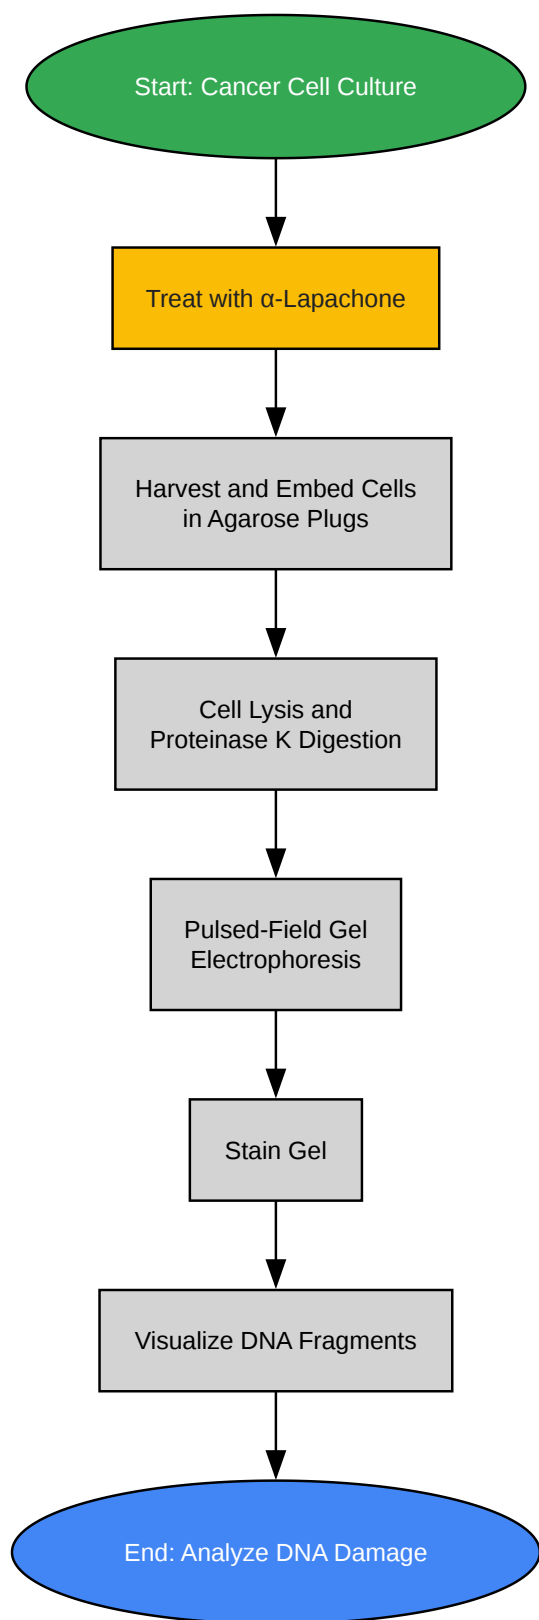 Start: Cancer Cell Culture
Treat with α-Lapachone
Harvest and Embed Cells
in Agarose Plugs
Cell Lysis and
Proteinase K Digestion
Pulsed-Field Gel
Electrophoresis
Stain Gel
Visualize DNA Fragments
End: Analyze DNA Damage